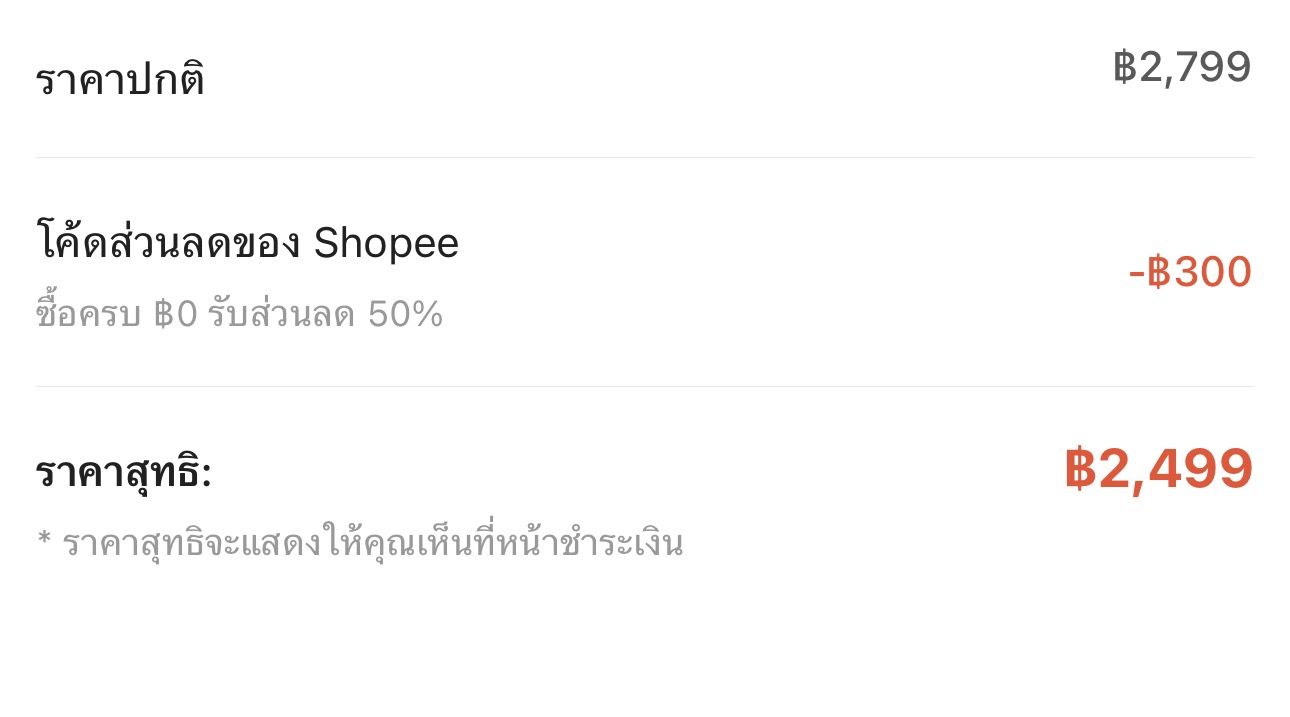 ราคาปกติ ฿2,799
โค้ดส่วนลดของ Shopee
-฿300
ซื้อครบ ฿0 รับส่วนลด 50%
ราคาสุทธิ: ฿2,499
* ราคาสุทธิจะแสดงให้คุณเห็นที่หน้าชำระเงิน